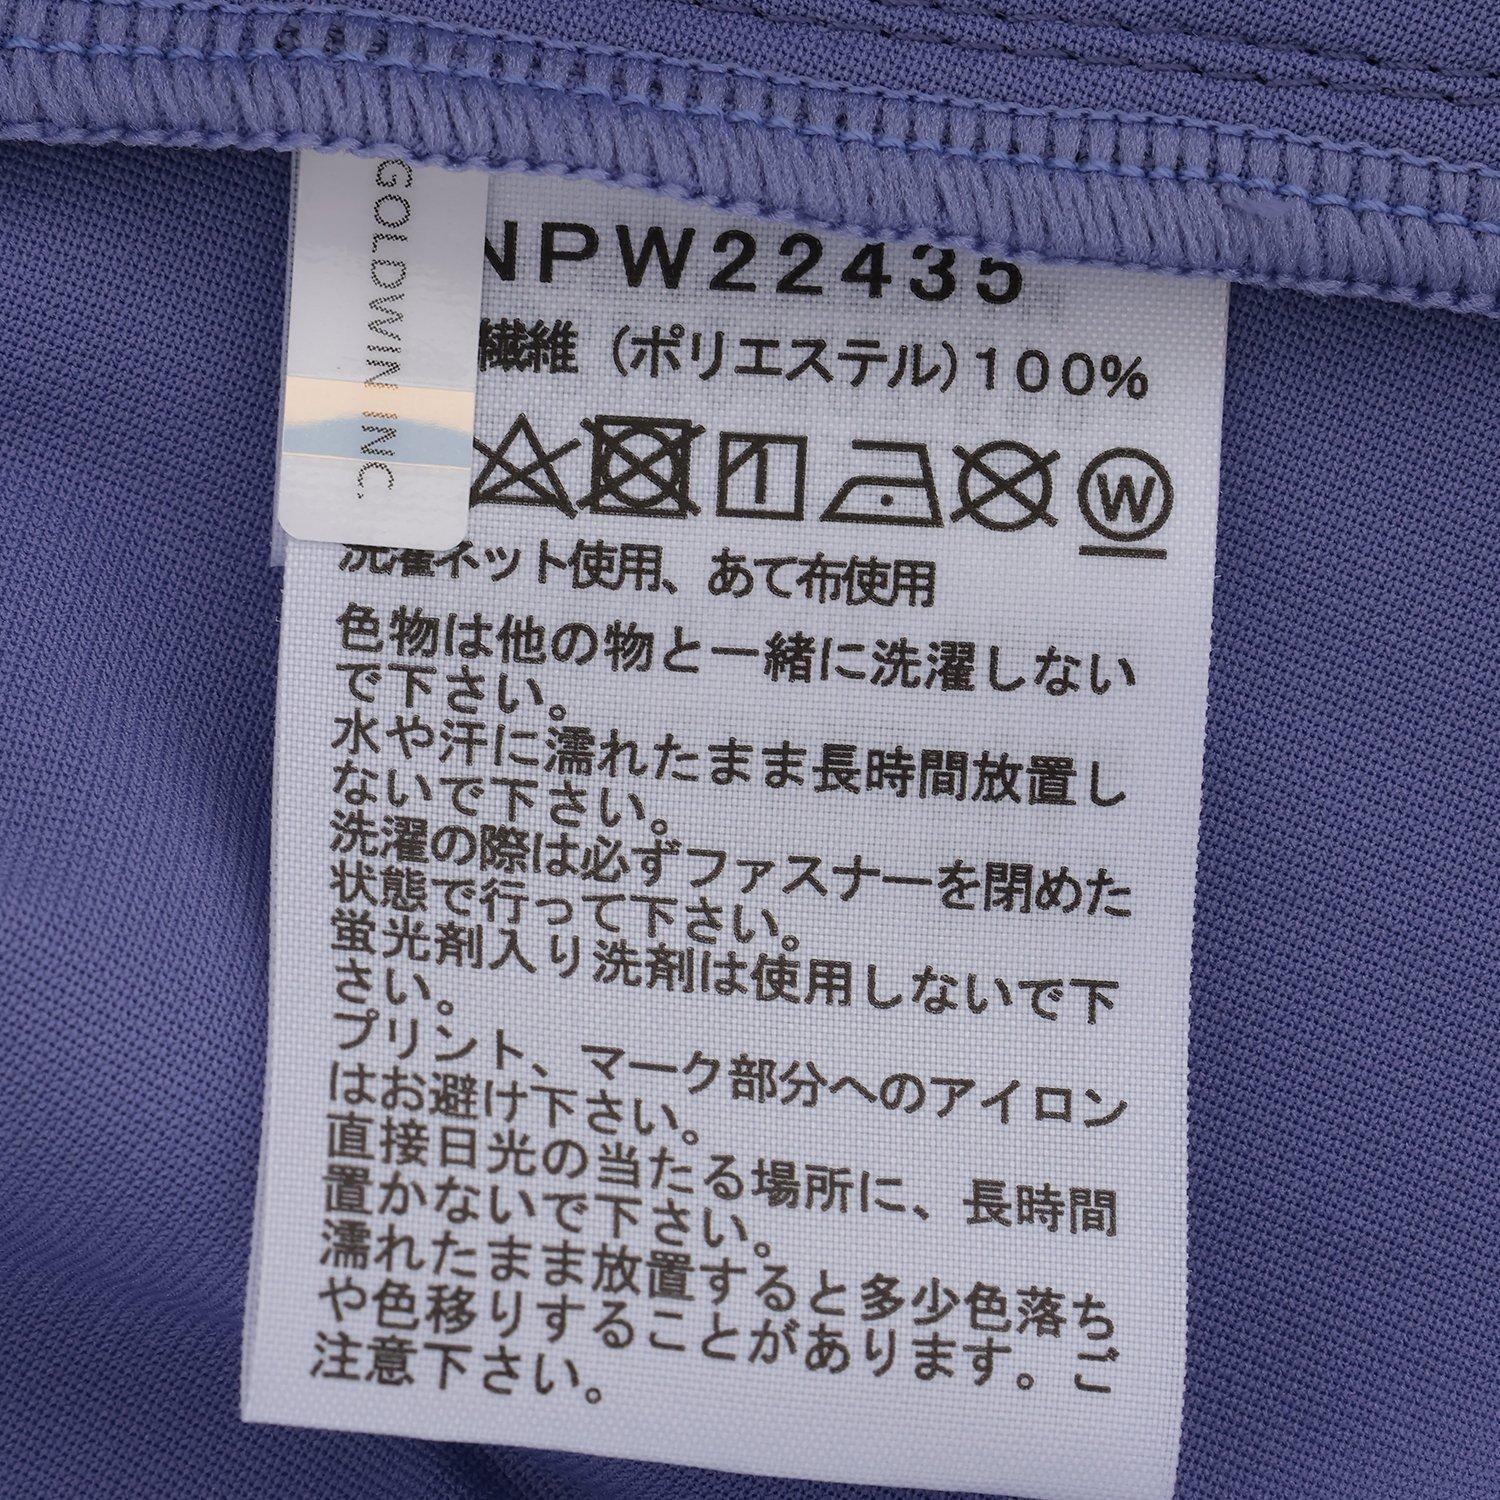 GOLDWIN INC.
NPW22435
繊維 (ポリエステル)100%
W
洗濯ネット使用、あて布使用
色物は他の物と一緒に洗濯しない
で下さい。
水や汗に濡れたまま長時間放置し
ないで下さい。
洗濯の際は必ずファスナーを閉めた
状態で行って下さい。
蛍光剤入り洗剤は使用しないで下
さい。
プリント、マーク部分へのアイロン
はお避け下さい。
直接日光の当たる場所に、長時間
置かないで下さい。
濡れたまま放置すると多少色落ち
や色移りすることがあります。ご
注意下さい。